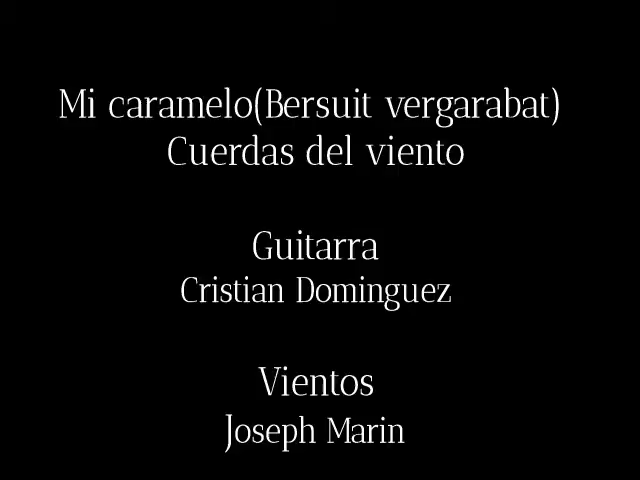 Mi caramelo(Bersuit vergarabat)
Cuerdas del viento
Guitarra
Cristian Dominguez
Vientos
Joseph Marin